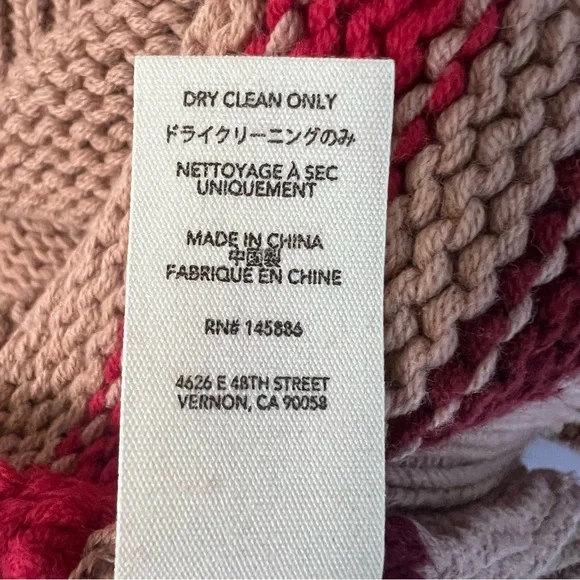 DRY CLEAN ONLY
ドライクリーニングのみ
NETTOYAGE À SEC
UNIQUEMENT
MADE IN CHINA
中国製
FABRIQUE EN CHINE
RN# 145886
4626 E 48TH STREET
VERNON, CA 90058